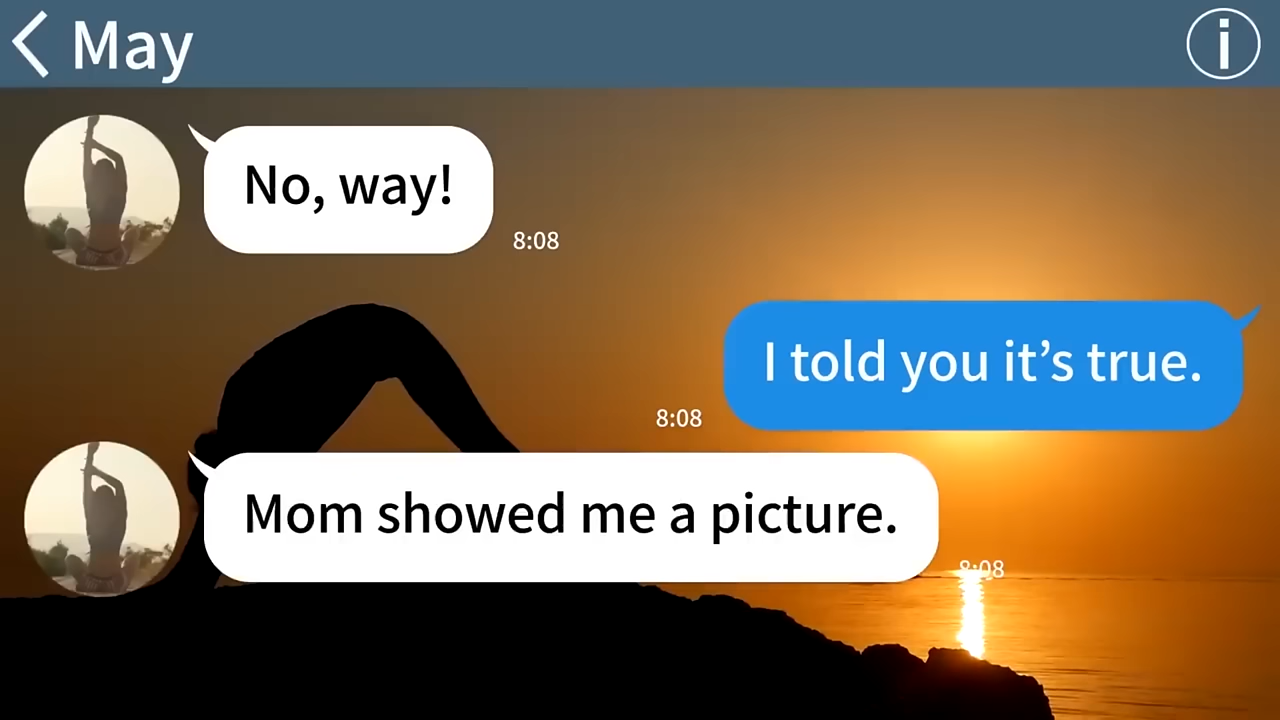 May
No, way!
8:08
I told you it’s true.
8:08
Mom showed me a picture.
8:08